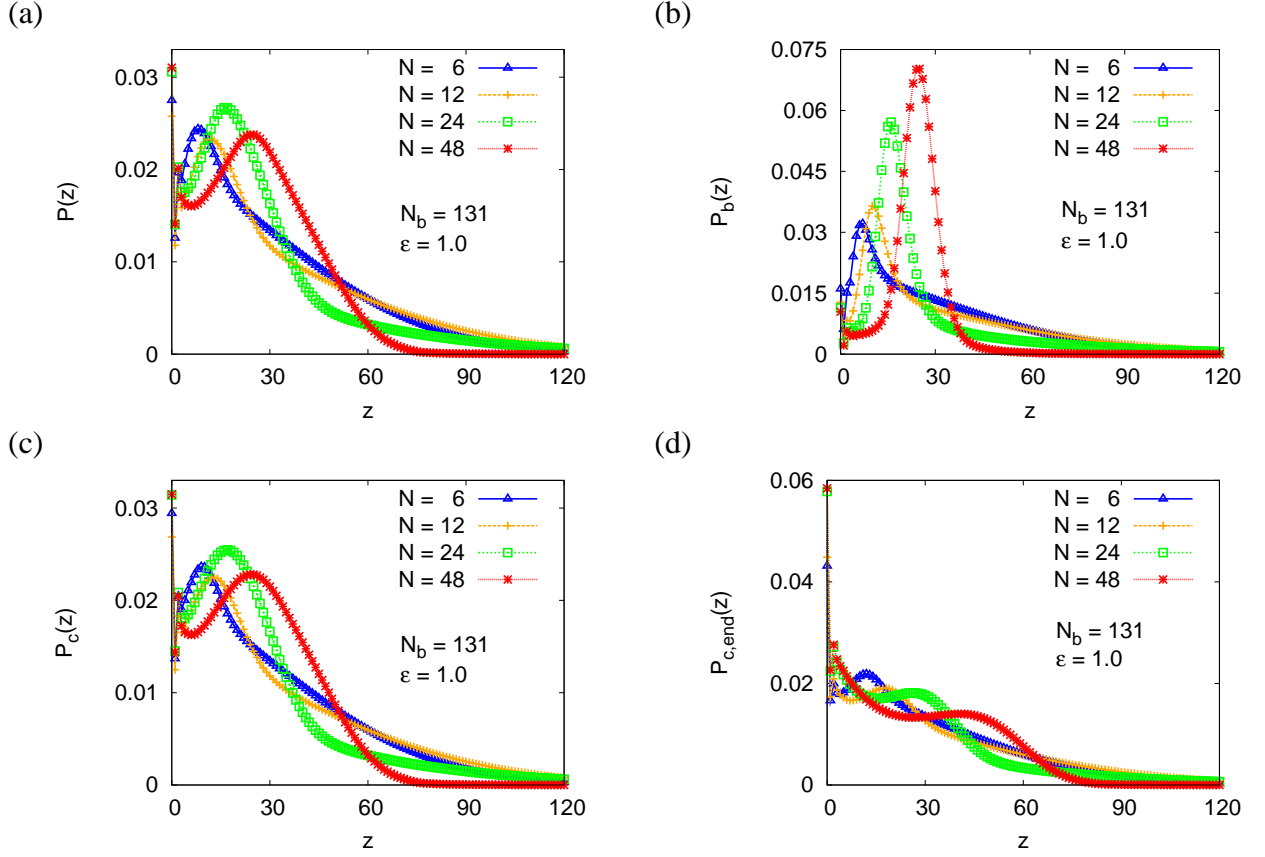 (a)
P(z)
0.03
0.02
0.01
0
N = 6
N = 12
N = 24
N = 48
N_b = 131
ε = 1.0
0 30 60 90 120
z
(b)
P_b(z)
0.075
0.06
0.045
0.03
0.015
0
N = 6
N = 12
N = 24
N = 48
N_b = 131
ε = 1.0
0 30 60 90 120
z
(c)
P_c(z)
0.03
0.02
0.01
0
N = 6
N = 12
N = 24
N = 48
N_b = 131
ε = 1.0
0 30 60 90 120
z
(d)
P_c,end(z)
0.06
0.04
0.02
0
N = 6
N = 12
N = 24
N = 48
N_b = 131
ε = 1.0
0 30 60 90 120
z